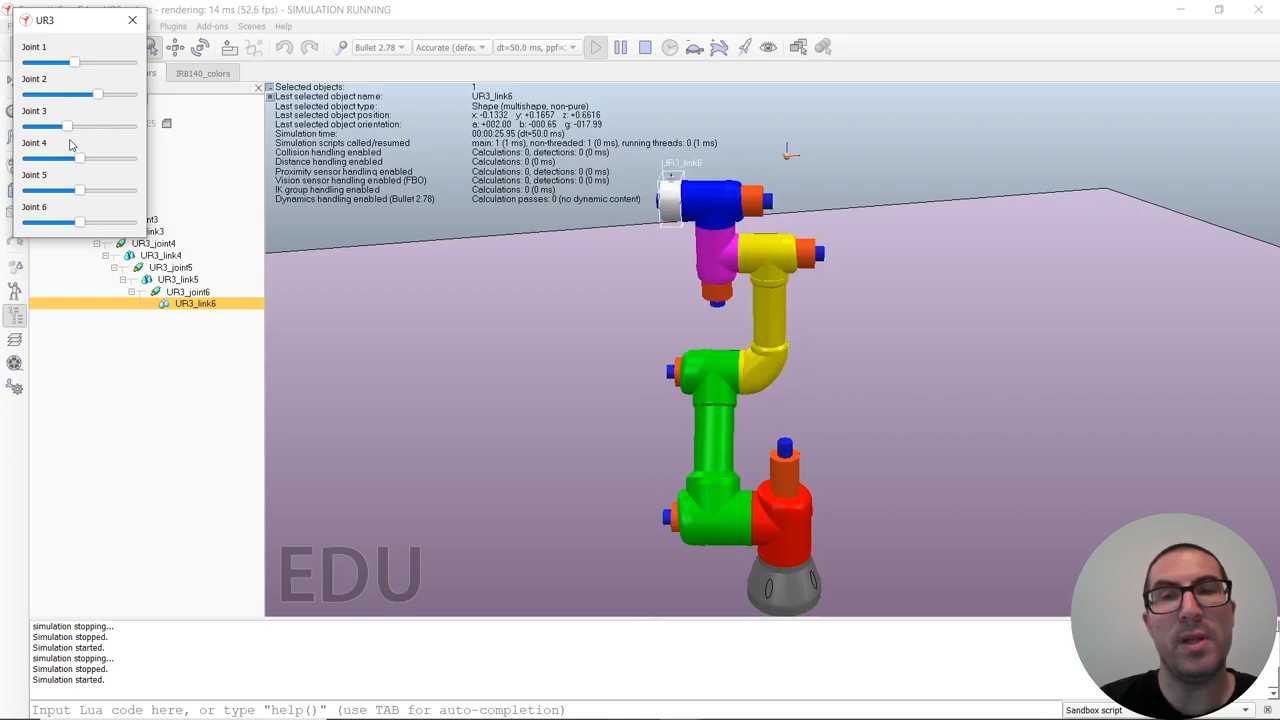 UR3
rendering: 14 ms (52.6 fps) - SIMULATION RUNNING
Plugins Add-ons Scenes Help
Bullet 2.78 Accurate (defau dt=50.0 ms, ppf=
IRB140_colors
Joint 1
Joint 2
Joint 3
Joint 4
Joint 5
Joint 6
UR3_joint4
UR3_link4
UR3_joint5
UR3_link5
UR3_joint6
UR3_link6
Selected objects: 1
Last selected object name: UR3_link6
Last selected object type: Shape (multishape, non-pure)
Last selected object position: x: -0.1332 y: +0.1657 z: +0.6616
Last selected object orientation: a: +002.00 b: -000.65 g: -017.99
Simulation time: 00:00:25.95 (dt=50.0 ms)
Simulation scripts called/resumed main: 1 (1 ms), non-threaded: 1 (0 ms), running threads: 0 (1 ms)
Collision handling enabled Calculations: 0, detections: 0 (0 ms)
Distance handling enabled Calculations: 0 (0 ms)
Proximity sensor handling enabled Calculations: 0, detections: 0 (0 ms)
Vision sensor handling enabled (FBO) Calculations: 0, detections: 0 (0 ms)
IK group handling enabled Calculations: 0 (0 ms)
Dynamics handling enabled (Bullet 2.78) Calculation passes: 0 (no dynamic content)
UR3_link6
EDU
simulation stopping...
Simulation stopped.
Simulation started.
simulation stopping...
Simulation stopped.
Simulation started.
Input Lua code here, or type "help()" (use TAB for auto-completion)
Sandbox script